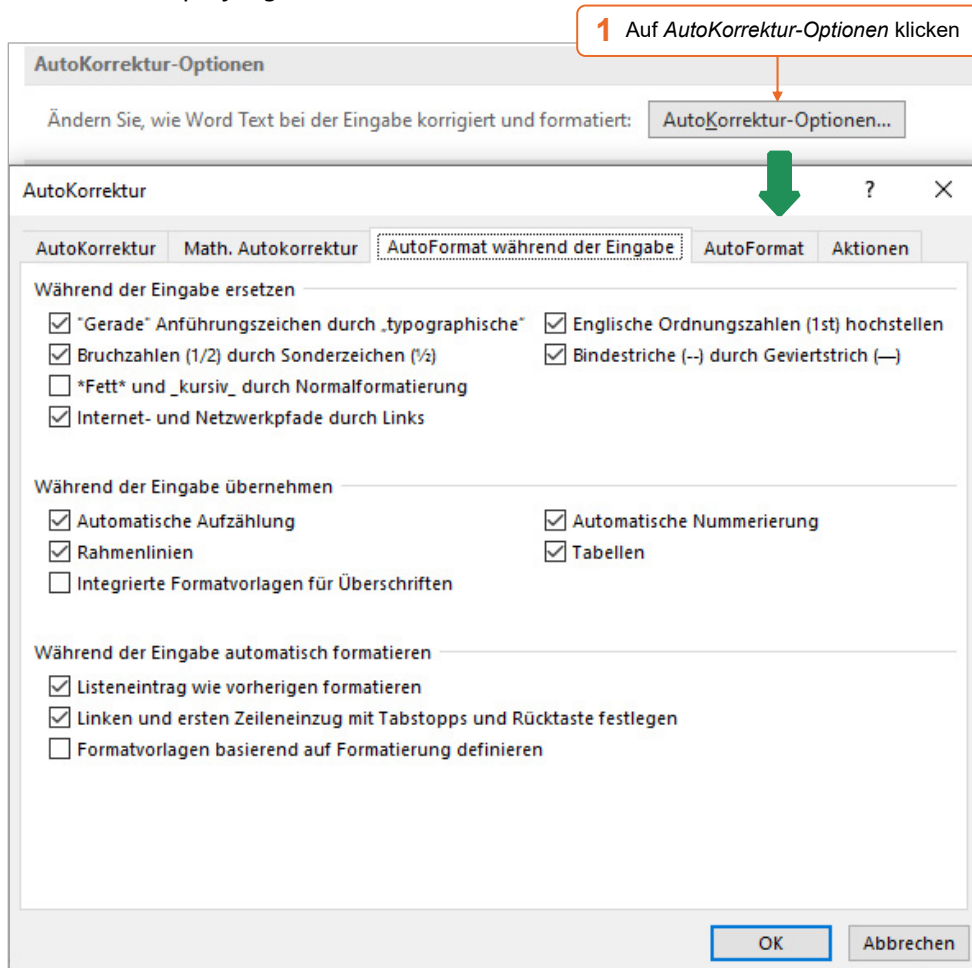 1 Auf AutoKorrektur-Optionen klicken
AutoKorrektur-Optionen
Ändern Sie, wie Word Text bei der Eingabe korrigiert und formatiert: AutoKorrektur-Optionen...
AutoKorrektur ? ×
AutoKorrektur Math. Autokorrektur AutoFormat während der Eingabe AutoFormat Aktionen
Während der Eingabe ersetzen
"Gerade" Anführungszeichen durch „typographische“ Englische Ordnungszahlen (1st) hochstellen
Bruchzahlen (1/2) durch Sonderzeichen (½) Bindestriche (--) durch Geviertstrich (—)
*Fett* und _kursiv_ durch Normalformatierung
Internet- und Netzwerkpfade durch Links
Während der Eingabe übernehmen
Automatische Aufzählung Automatische Nummerierung
Rahmenlinien Tabellen
Integrierte Formatvorlagen für Überschriften
Während der Eingabe automatisch formatieren
Listeneintrag wie vorherigen formatieren
Linken und ersten Zeileneinzug mit Tabstopps und Rücktaste festlegen
Formatvorlagen basierend auf Formatierung definieren
OK Abbrechen